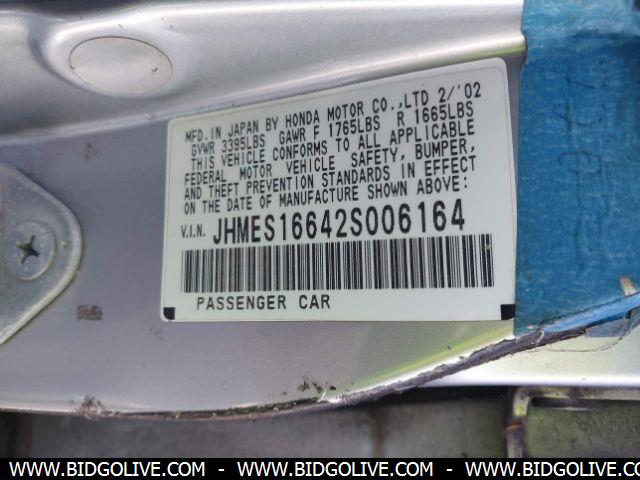 MFD.IN JAPAN BY HONDA MOTOR CO.,LTD 2/'02
GVWR 3395LBS GAWR F 1765LBS R 1665LBS
THIS VEHICLE CONFORMS TO ALL APPLICABLE
FEDERAL MOTOR VEHICLE SAFETY, BUMPER,
AND THEFT PREVENTION STANDARDS IN EFFECT
ON THE DATE OF MANUFACTURE SHOWN ABOVE:
V.I.N. JHMES16642S006164
PASSENGER CAR
WWW.BIDGOLIVE.COM - WWW.BIDGOLIVE.COM - WWW.BIDGOLIVE.COM